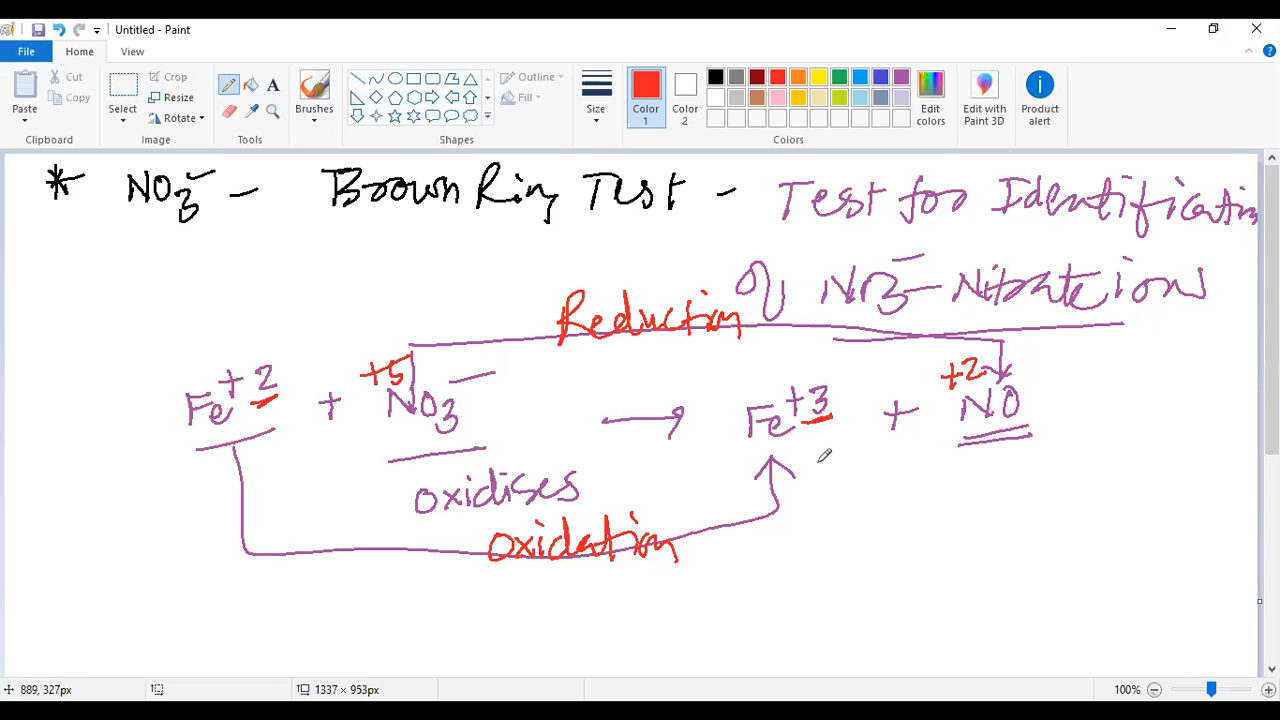 Untitled - Paint
File Home View
Paste Cut Copy Clipboard
Select Crop Resize Rotate Image
Tools
Brushes
Outline Fill Shapes
Size
Color 1 Color 2 Edit colors Colors
Edit with Paint 3D
Product alert
* NO3⁻ – Brown Ring Test – Test for Identification
of NO3⁻ – Nitrate ions
Reduction
+5 +2
Fe+2 + NO3⁻ → Fe+3 + NO
oxidises
oxidation
889, 327px 1337 × 953px 100%